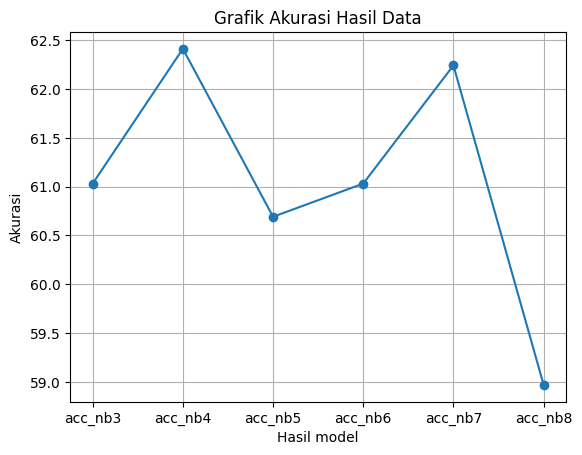 Grafik Akurasi Hasil Data
62.5
62.0
61.5
61.0
60.5
60.0
59.5
59.0
Akurasi
acc_nb3 acc_nb4 acc_nb5 acc_nb6 acc_nb7 acc_nb8
Hasil model